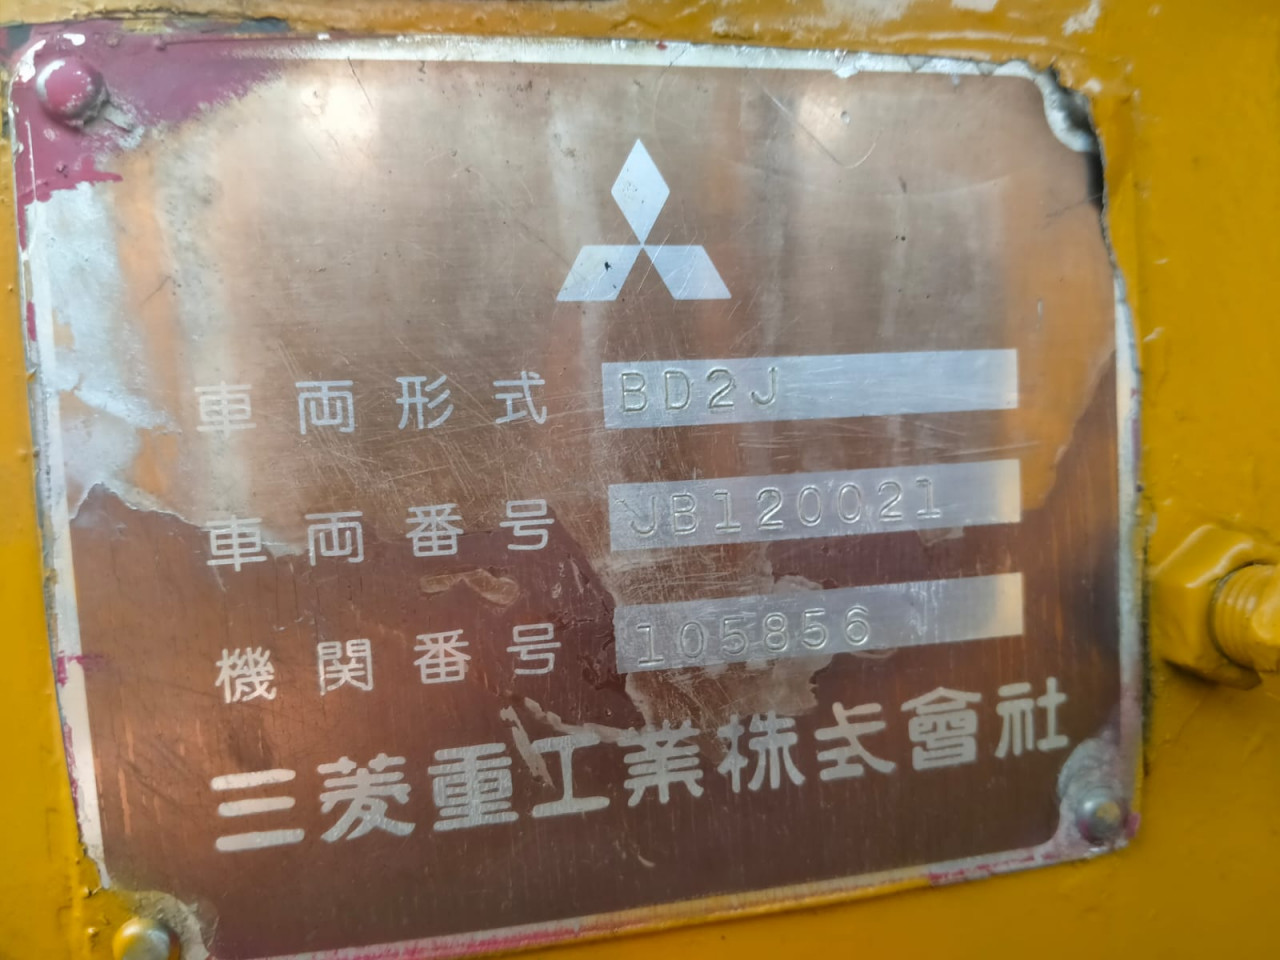 車両形式 BD2J
車両番号 JB120021
機関番号 105856
三菱重工業株式會社